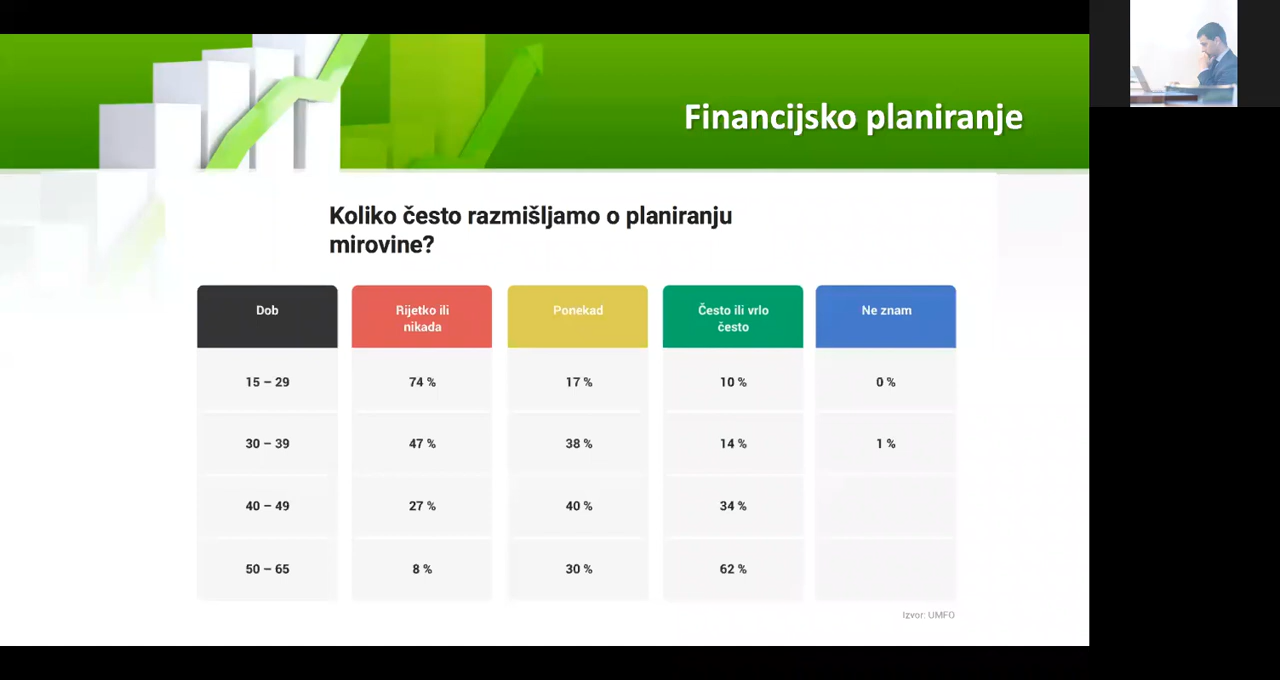 Financijsko planiranje
Koliko često razmišljamo o planiranju
mirovine?
Dob
Rijetko ili
nikada
Ponekad
Često ili vrlo
često
Ne znam
15 – 29
74 %
17 %
10 %
0 %
30 – 39
47 %
38 %
14 %
1 %
40 – 49
27 %
40 %
34 %
50 – 65
8 %
30 %
62 %
Izvor: UMFO